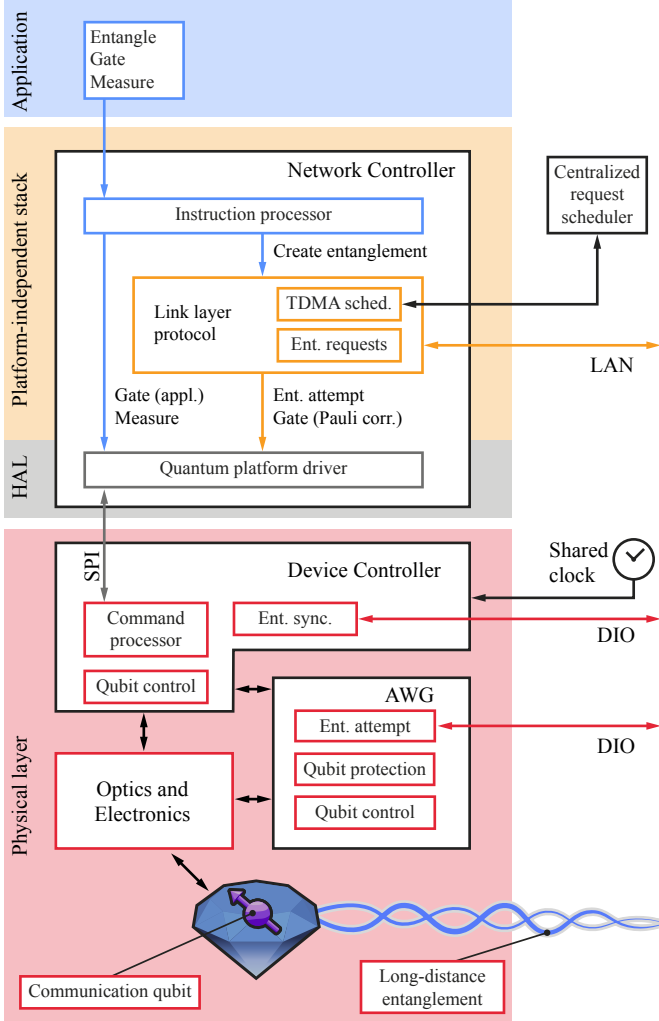 Application
Entangle
Gate
Measure
Platform-independent stack
Network Controller
Centralized
request
scheduler
Instruction processor
Create entanglement
Link layer
protocol
TDMA sched.
Ent. requests
LAN
Gate (appl.)
Measure
Ent. attempt
Gate (Pauli corr.)
HAL
Quantum platform driver
SPI
Physical layer
Device Controller
Shared
clock
Command
processor
Ent. sync.
DIO
Qubit control
AWG
Ent. attempt
DIO
Qubit protection
Qubit control
Optics and
Electronics
Communication qubit
Long-distance
entanglement